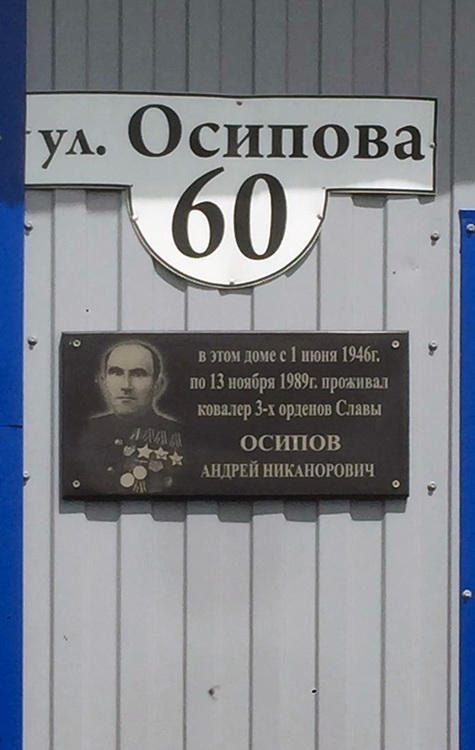 ул. Осипова
60
в этом доме с 1 июня 1946г.
по 13 ноября 1989г. проживал
ковалер 3-х орденов Славы
ОСИПОВ
АНДРЕЙ НИКАНОРОВИЧ